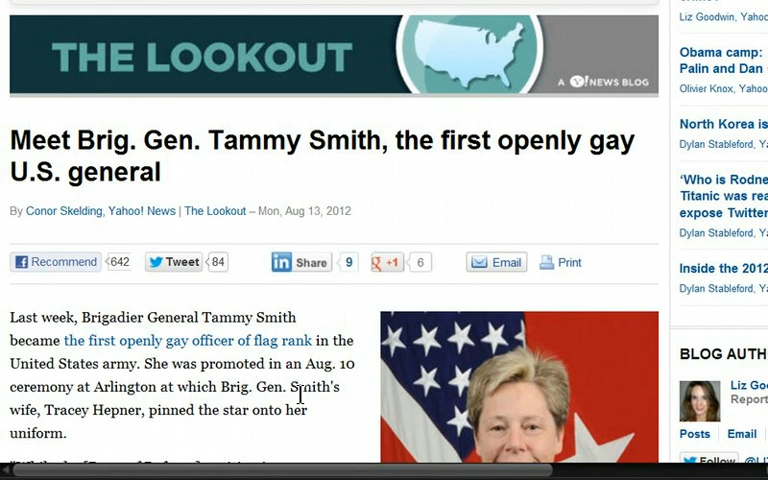 THE LOOKOUT
A Y! NEWS BLOG
Meet Brig. Gen. Tammy Smith, the first openly gay
U.S. general
By Conor Skelding, Yahoo! News | The Lookout – Mon, Aug 13, 2012
Recommend 642 Tweet 84 Share 9 +1 6 Email Print
Last week, Brigadier General Tammy Smith
became the first openly gay officer of flag rank in the
United States army. She was promoted in an Aug. 10
ceremony at Arlington at which Brig. Gen. Smith's
wife, Tracey Hepner, pinned the star onto her
uniform.
Liz Goodwin, Yahoo
Obama camp:
Palin and Dan
Olivier Knox, Yahoo
North Korea is
Dylan Stableford, Ya
'Who is Rodne
Titanic was rea
expose Twitter
Dylan Stableford, Ya
Inside the 2012
Dylan Stableford, Ya
BLOG AUTH
Liz Go
Report
Posts Email
Follow